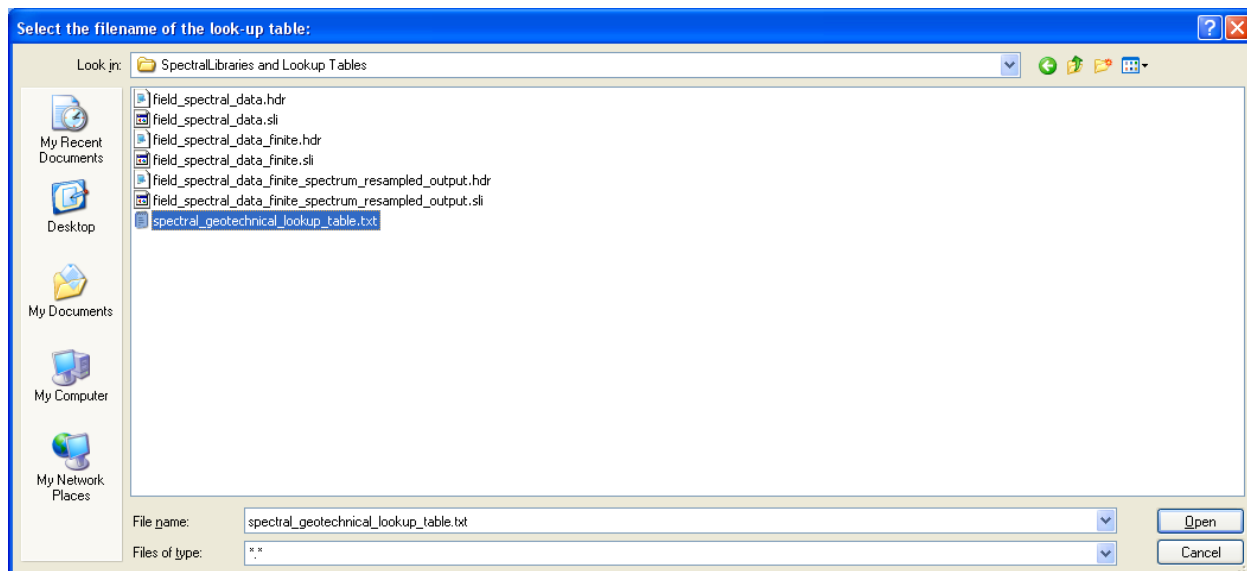 Select the filename of the look-up table:
Look in: SpectralLibraries and Lookup Tables
My Recent
Documents
Desktop
My Documents
My Computer
My Network
Places
field_spectral_data.hdr
field_spectral_data.sli
field_spectral_data_finite.hdr
field_spectral_data_finite.sli
field_spectral_data_finite_spectrum_resampled_output.hdr
field_spectral_data_finite_spectrum_resampled_output.sli
spectral_geotechnical_lookup_table.txt
File name: spectral_geotechnical_lookup_table.txt Open
Files of type: *.* Cancel